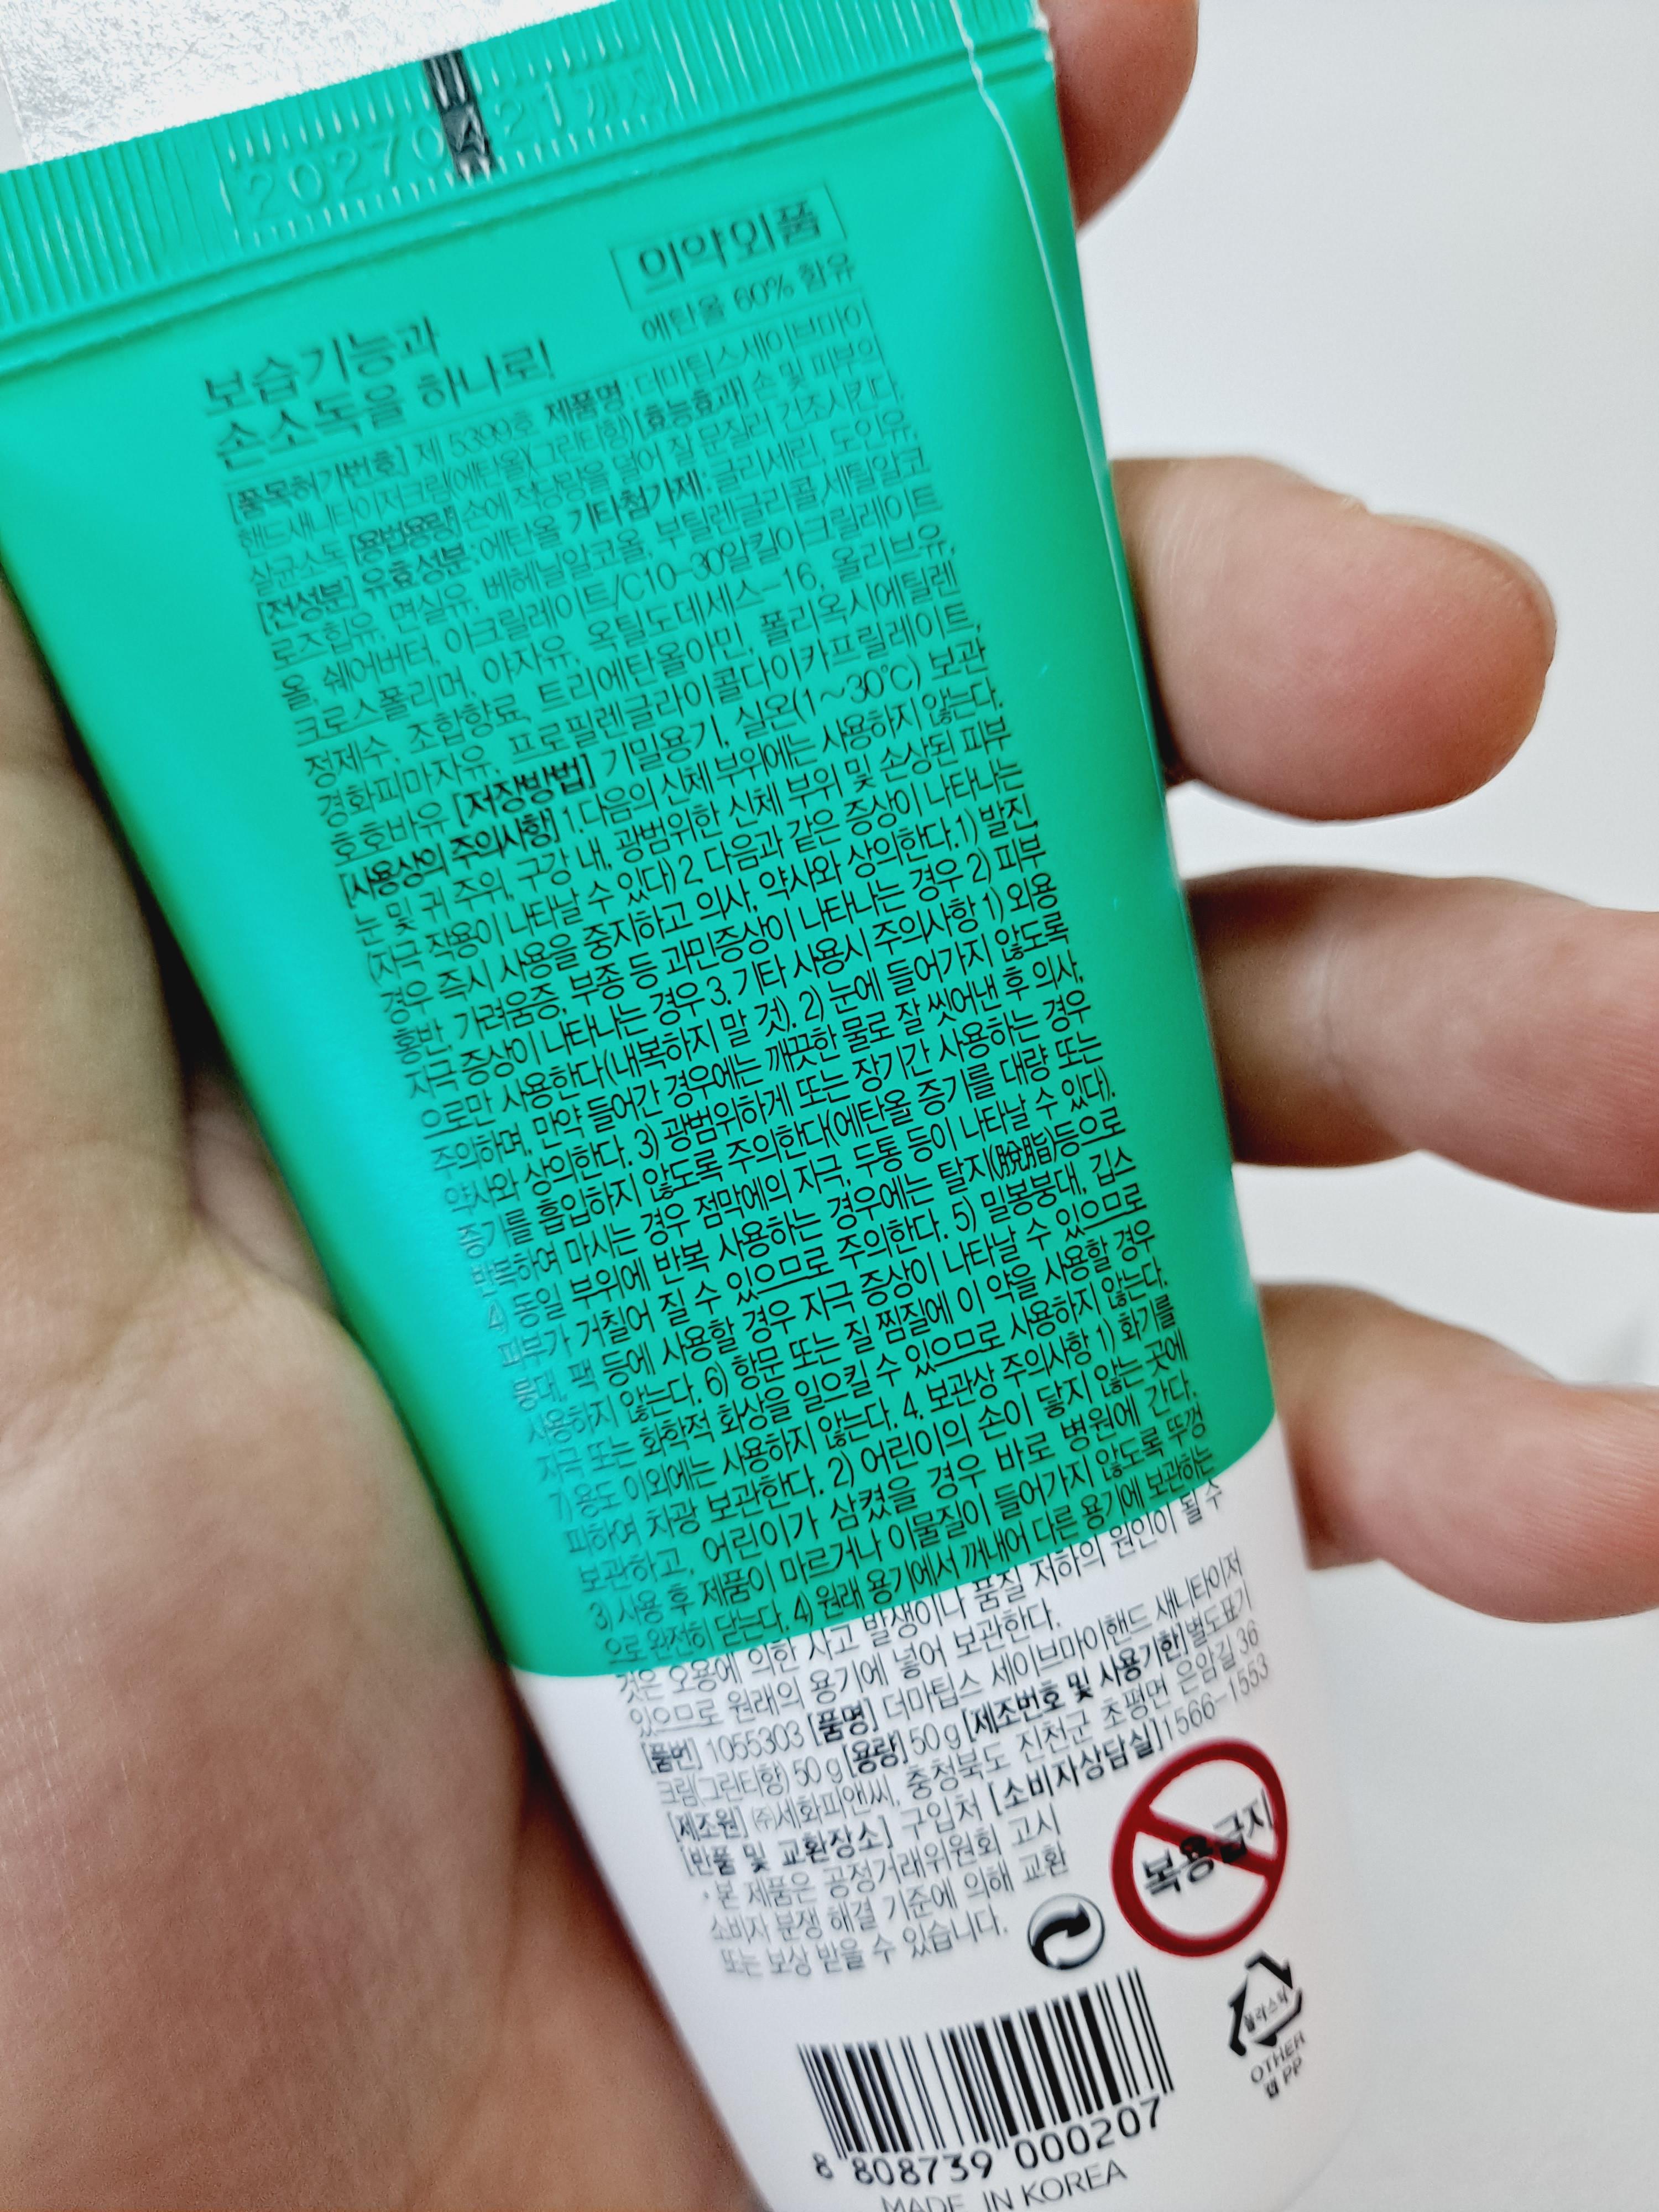 20270421까지
의약외품
에탄올 60% 함유
보습기능과
손소독을 하나로!
[품목허가번호] 제 5399호 제품명 : 더마팁스세이브마이
핸드새니타이저크림(에탄올)(그린티향) [효능효과] 손 및 피부의
살균소독 [용법용량] 손에 적당량을 덜어 잘 문질러 건조시킨다.
[전성분] 유효성분: 에탄올 기타첨가제: 글리세린, 도인유,
로즈힙유, 면실유, 베헤닐알코올, 부틸렌글리콜, 세틸알코
올, 쉐어버터, 아크릴레이트/C10-30알킬아크릴레이트
크로스폴리머, 야자유, 옥틸도데세스-16, 올리브유,
정제수, 조합향료, 트리에탄올아민, 폴리옥시에틸렌
경화피마자유, 프로필렌글라이콜다이카프릴레이트,
호호바유 [저장방법] 기밀용기, 실온(1~30℃) 보관
[사용상의 주의사항] 1.다음의 신체 부위에는 사용하지 않는다.
눈 및 귀 주위, 구강 내, 광범위한 신체 부위 및 손상된 피부
(자극 작용이 나타날 수 있다) 2. 다음과 같은 증상이 나타나는
경우 즉시 사용을 중지하고 의사, 약사와 상의한다. 1) 발진
홍반, 가려움증, 부종 등 과민증상이 나타나는 경우 2) 피부
자극 증상이 나타나는 경우 3. 기타 사용시 주의사항 1) 외용
으로만 사용한다(내복하지 말 것). 2) 눈에 들어가지 않도록
주의하며, 만약 들어간 경우에는 깨끗한 물로 잘 씻어낸 후 의사,
약사와 상의한다. 3) 광범위하게 또는 장기간 사용하는 경우
증기를 흡입하지 않도록 주의한다(에탄올 증기를 대량 또는
반복하여 마시는 경우 점막에의 자극, 두통 등이 나타날 수 있다).
4) 동일 부위에 반복 사용하는 경우에는 탈지(脫脂)등으로
피부가 거칠어 질 수 있으므로 주의한다. 5) 밀봉붕대, 깁스
붕대, 팩 등에 사용할 경우 자극 증상이 나타날 수 있으므로
사용하지 않는다. 6) 항문 또는 질 찜질에 이 약을 사용할 경우
자극 또는 화학적 화상을 일으킬 수 있으므로 사용하지 않는다.
7) 용도 이외에는 사용하지 않는다. 4. 보관상 주의사항 1) 화기를
피하여 차광 보관한다. 2) 어린이의 손이 닿지 않는 곳에
보관하고, 어린이가 삼켰을 경우 바로 병원에 간다.
3) 사용 후 제품이 마르거나 이물질이 들어가지 않도록 뚜껑
으로 완전히 닫는다. 4) 원래 용기에서 꺼내어 다른 용기에 보관하는
것은 오용에 의한 사고 발생이나 품질 저하의 원인이 될 수
있으므로 원래의 용기에 넣어 보관한다.
[품번] 1055303 [품명] 더마팁스 세이브마이핸드 새니타이저
크림(그린티향) 50 g [용량] 50 g [제조번호 및 사용기한] 별도표기
[제조원] ㈜세화피앤씨, 충청북도 진천군 초평면 은암길 36
[반품 및 교환장소] 구입처 [소비자상담실]1566-1553
·본 제품은 공정거래위원회 고시
소비자 분쟁 해결 기준에 의해 교환
또는 보상 받을 수 있습니다.
복용금지
플라스틱
OTHER
캡 PP
8 808739 000207
MADE IN KOREA